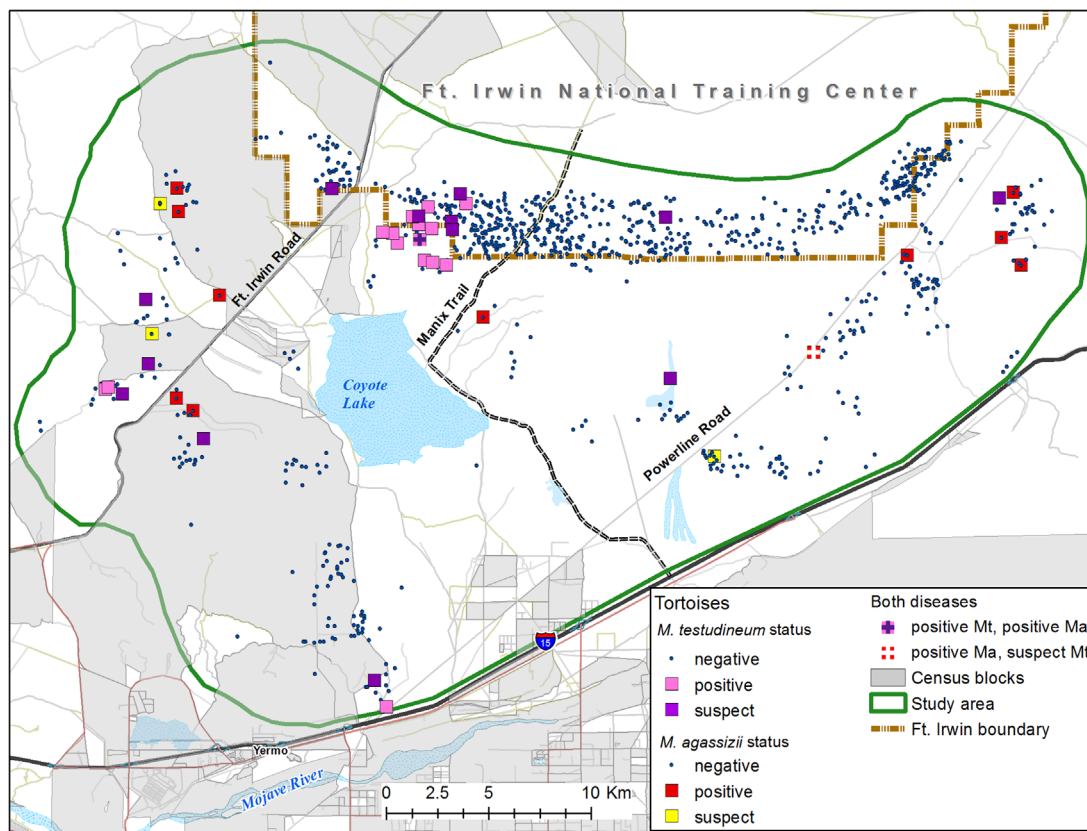 Ft. Irwin National Training Center
Ft. Irwin Road
Manix Trail
Coyote
Lake
Powerline Road
15
Yermo
Mojave River
0 2.5 5 10 Km
Tortoises
M. testudineum status
negative
positive
suspect
M. agassizii status
negative
positive
suspect
Both diseases
positive Mt, positive Ma
positive Ma, suspect Mt
Census blocks
Study area
Ft. Irwin boundary